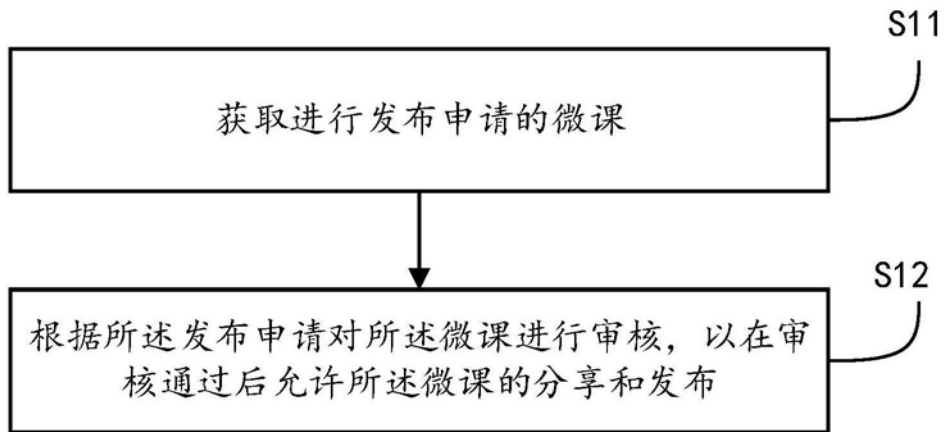 S11
获取进行发布申请的微课
S12
根据所述发布申请对所述微课进行审核，以在审
核通过后允许所述微课的分享和发布